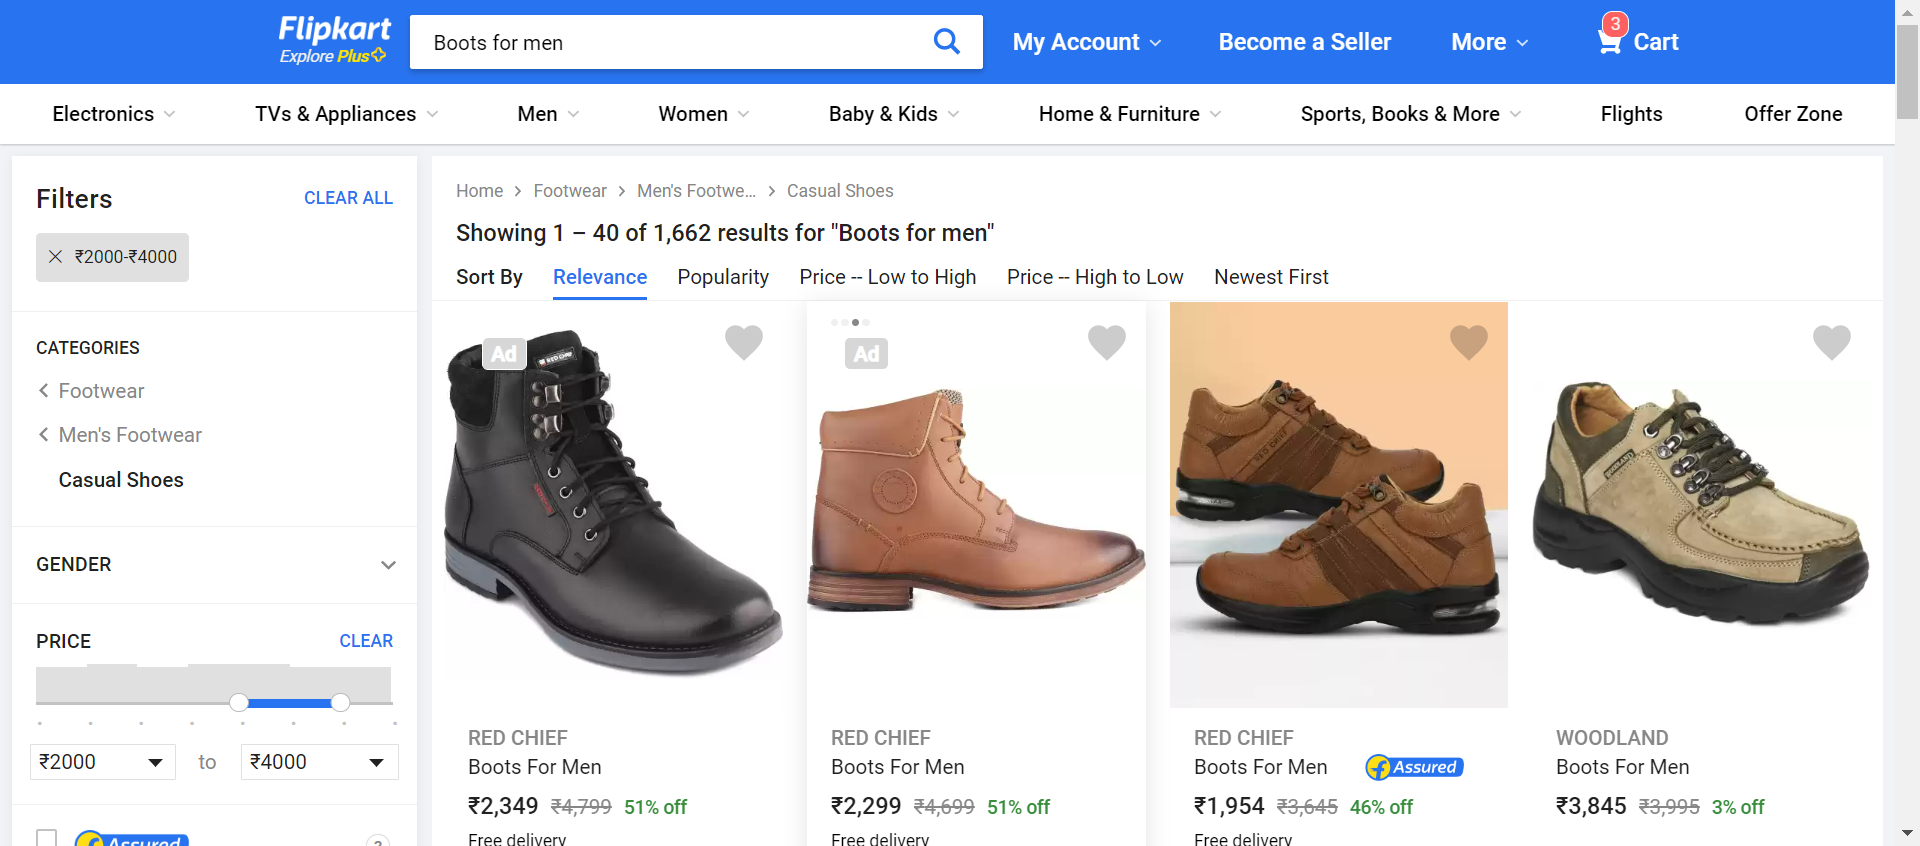 Flipkart
Explore Plus
Boots for men
My Account
Become a Seller
More
3
Cart
Electronics
TVs & Appliances
Men
Women
Baby & Kids
Home & Furniture
Sports, Books & More
Flights
Offer Zone
Filters
CLEAR ALL
₹2000-₹4000
CATEGORIES
Footwear
Men's Footwear
Casual Shoes
GENDER
PRICE
CLEAR
₹2000
to
₹4000
Assured
?
Home
Footwear
Men's Footwe...
Casual Shoes
Showing 1 – 40 of 1,662 results for "Boots for men"
Sort By
Relevance
Popularity
Price -- Low to High
Price -- High to Low
Newest First
Ad
RED CHIEF
RED CHIEF
Boots For Men
₹2,349 ₹4,799 51% off
Free delivery
Ad
RED CHIEF
Boots For Men
₹2,299 ₹4,699 51% off
Free delivery
RED CHIEF
RED CHIEF
Boots For Men
Assured
₹1,954 ₹3,645 46% off
Free delivery
WOODLAND
WOODLAND
Boots For Men
₹3,845 ₹3,995 3% off